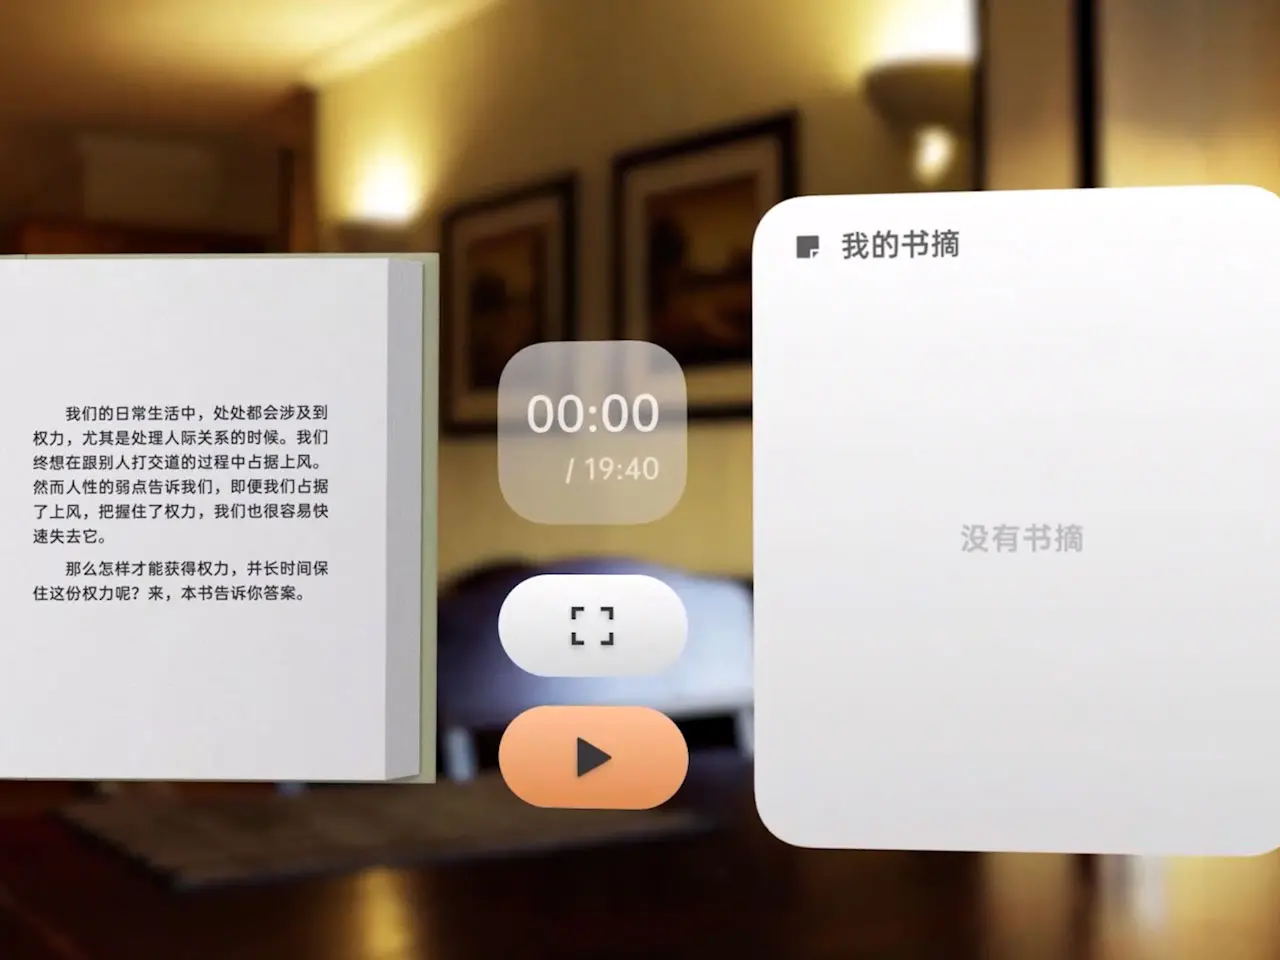 我们的日常生活中，处处都会涉及到
权力，尤其是处理人际关系的时候。我们
终想在跟别人打交道的过程中占据上风。
然而人性的弱点告诉我们，即便我们占据
了上风，把握住了权力，我们也很容易快
速失去它。
那么怎样才能获得权力，并长时间保
住这份权力呢？来，本书告诉你答案。
00:00
/ 19:40
我的书摘
没有书摘